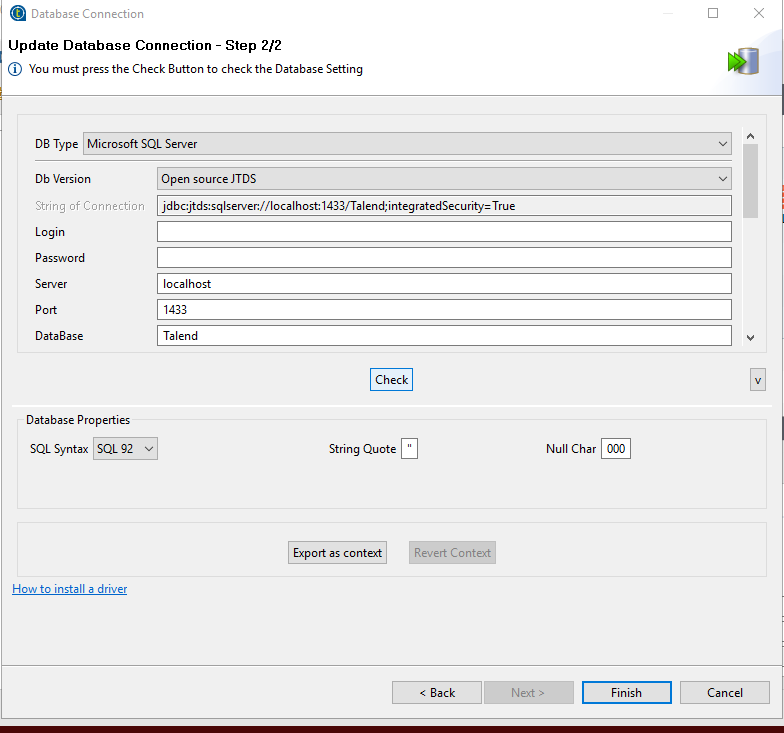 Database Connection
Update Database Connection - Step 2/2
You must press the Check Button to check the Database Setting
DB Type Microsoft SQL Server
Db Version Open source JTDS
String of Connection jdbc:jtds:sqlserver://localhost:1433/Talend;integratedSecurity=True
Login
Password
Server localhost
Port 1433
DataBase Talend
Check v
Database Properties
SQL Syntax SQL 92 String Quote " Null Char 000
Export as context Revert Context
How to install a driver
< Back Next > Finish Cancel